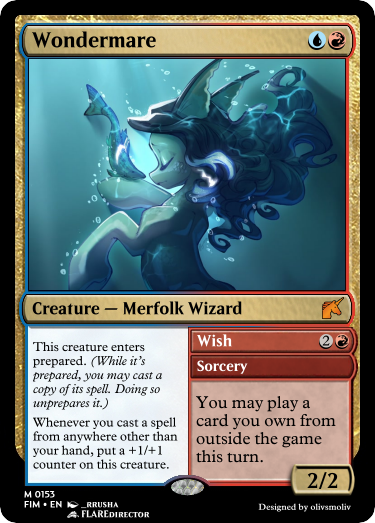 Wondermare
Creature — Merfolk Wizard
This creature enters
prepared. (While it's
prepared, you may cast a
copy of its spell. Doing so
unprepares it.)
Whenever you cast a spell
from anywhere other than
your hand, put a +1/+1
counter on this creature.
Wish 2
Sorcery
You may play a
card you own from
outside the game
this turn.
2/2
M 0153
FIM • EN _RRUSHA
FLAREDIRECTOR
Designed by olivsmoliv